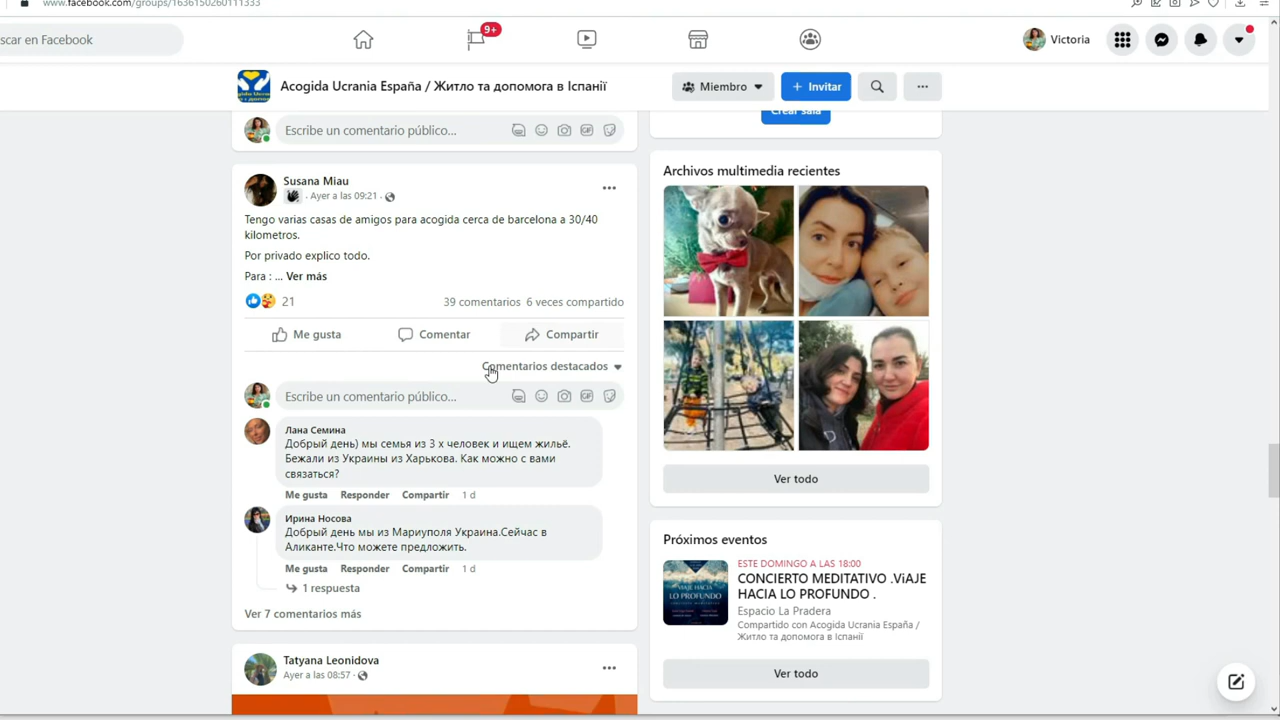 www.facebook.com/groups/1636150260111333
scar en Facebook
9+
Victoria
Acogida Ucrania España / Житло та допомога в Іспанії
Miembro
+ Invitar
Crear sala
Escribe un comentario público...
Susana Miau
Ayer a las 09:21
Tengo varias casas de amigos para acogida cerca de barcelona a 30/40
kilometros.
Por privado explico todo.
Para : ... Ver más
21
39 comentarios 6 veces compartido
Me gusta
Comentar
Compartir
Comentarios destacados
Escribe un comentario público...
Лана Семина
Добрый день) мы семья из 3 х человек и ищем жильё.
Бежали из Украины из Харькова. Как можно с вами
связаться?
Me gusta Responder Compartir 1 d
Ирина Носова
Добрый день мы из Мариуполя Украина.Сейчас в
Аликанте.Что можете предложить.
Me gusta Responder Compartir 1 d
1 respuesta
Ver 7 comentarios más
Tatyana Leonidova
Ayer a las 08:57
Archivos multimedia recientes
Ver todo
Próximos eventos
ESTE DOMINGO A LAS 18:00
CONCIERTO MEDITATIVO .ViAJE
HACIA LO PROFUNDO .
Espacio La Pradera
Compartido con Acogida Ucrania España /
Житло та допомога в Іспанії
VIAJE HACIA
LO PROFUNDO
Ver todo